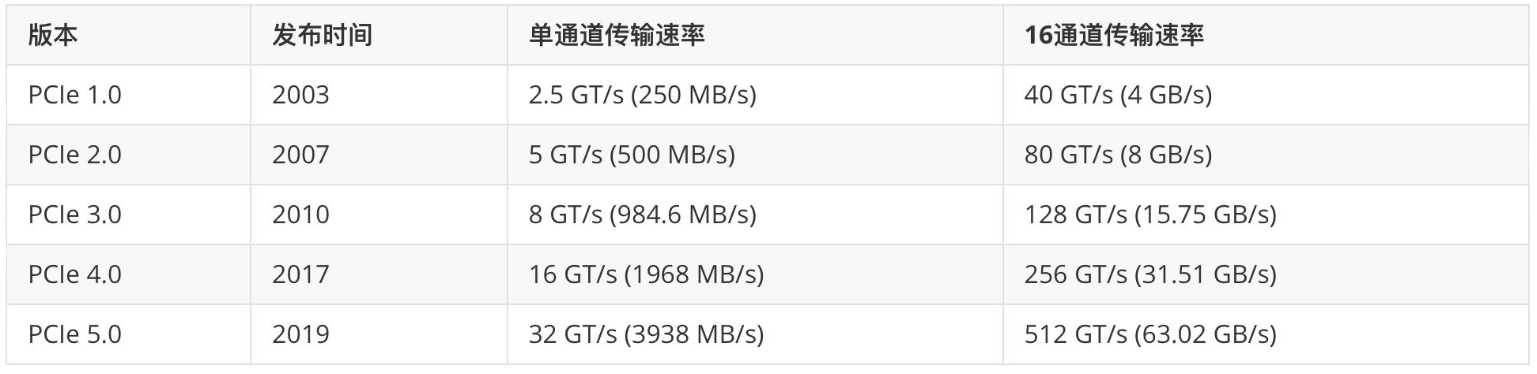 版本 发布时间 单通道传输速率 16通道传输速率
PCIe 1.0 2003 2.5 GT/s (250 MB/s) 40 GT/s (4 GB/s)
PCIe 2.0 2007 5 GT/s (500 MB/s) 80 GT/s (8 GB/s)
PCIe 3.0 2010 8 GT/s (984.6 MB/s) 128 GT/s (15.75 GB/s)
PCIe 4.0 2017 16 GT/s (1968 MB/s) 256 GT/s (31.51 GB/s)
PCIe 5.0 2019 32 GT/s (3938 MB/s) 512 GT/s (63.02 GB/s)